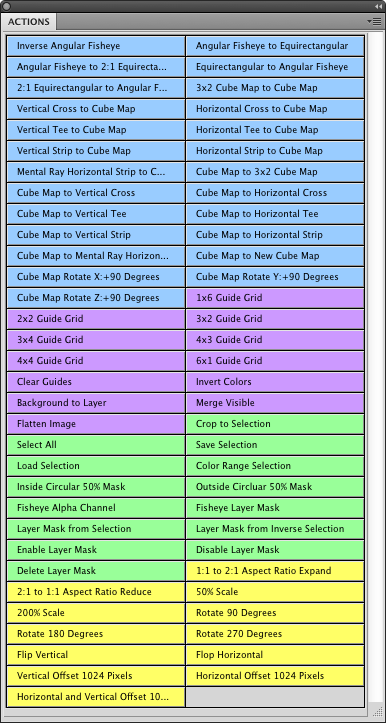 ACTIONS
Inverse Angular Fisheye
Angular Fisheye to Equirectangular
Angular Fisheye to 2:1 Equirecta...
Equirectangular to Angular Fisheye
2:1 Equirectangular to Angular F...
3x2 Cube Map to Cube Map
Vertical Cross to Cube Map
Horizontal Cross to Cube Map
Vertical Tee to Cube Map
Horizontal Tee to Cube Map
Vertical Strip to Cube Map
Horizontal Strip to Cube Map
Mental Ray Horizontal Strip to C...
Cube Map to 3x2 Cube Map
Cube Map to Vertical Cross
Cube Map to Horizontal Cross
Cube Map to Vertical Tee
Cube Map to Horizontal Tee
Cube Map to Vertical Strip
Cube Map to Horizontal Strip
Cube Map to Mental Ray Horizon...
Cube Map to New Cube Map
Cube Map Rotate X:+90 Degrees
Cube Map Rotate Y:+90 Degrees
Cube Map Rotate Z:+90 Degrees
1x6 Guide Grid
2x2 Guide Grid
3x2 Guide Grid
3x4 Guide Grid
4x3 Guide Grid
4x4 Guide Grid
6x1 Guide Grid
Clear Guides
Invert Colors
Background to Layer
Merge Visible
Flatten Image
Crop to Selection
Select All
Save Selection
Load Selection
Color Range Selection
Inside Circular 50% Mask
Outside Circluar 50% Mask
Fisheye Alpha Channel
Fisheye Layer Mask
Layer Mask from Selection
Layer Mask from Inverse Selection
Enable Layer Mask
Disable Layer Mask
Delete Layer Mask
1:1 to 2:1 Aspect Ratio Expand
2:1 to 1:1 Aspect Ratio Reduce
50% Scale
200% Scale
Rotate 90 Degrees
Rotate 180 Degrees
Rotate 270 Degrees
Flip Vertical
Flop Horizontal
Vertical Offset 1024 Pixels
Horizontal Offset 1024 Pixels
Horizontal and Vertical Offset 10...